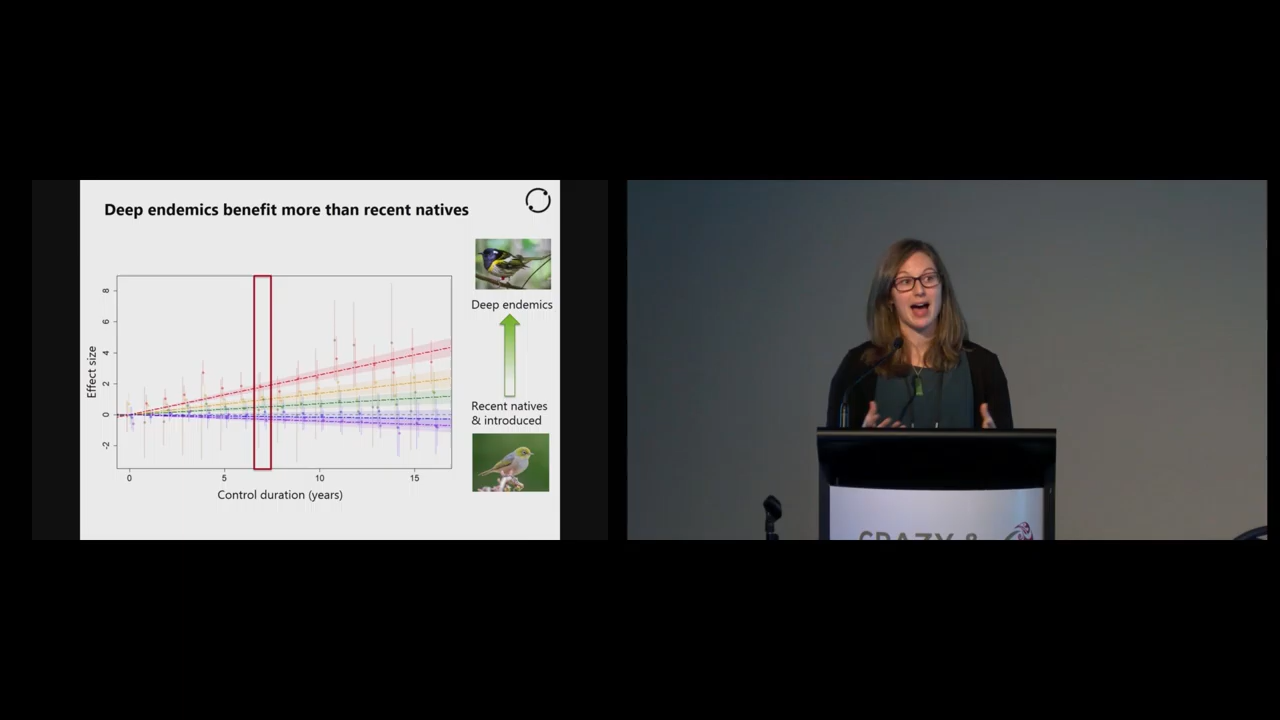 Deep endemics benefit more than recent natives
Effect size
8
6
4
2
0
-2
0
5
10
15
Control duration (years)
Deep endemics
Recent natives
& introduced
CRAZY &